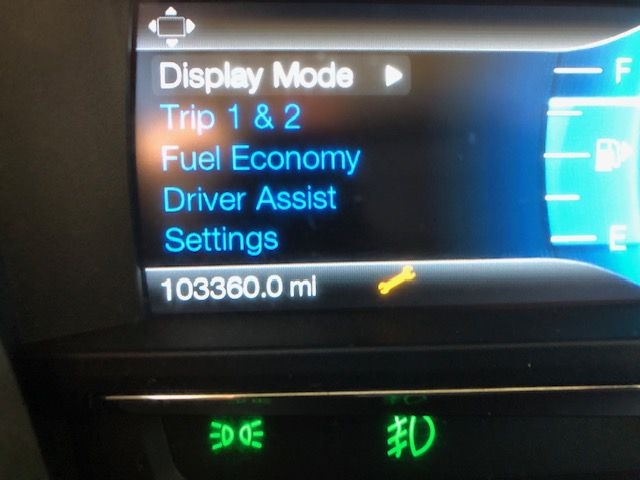 Display Mode
F
Trip 1 & 2
Fuel Economy
Driver Assist
Settings
E
103360.0 mi